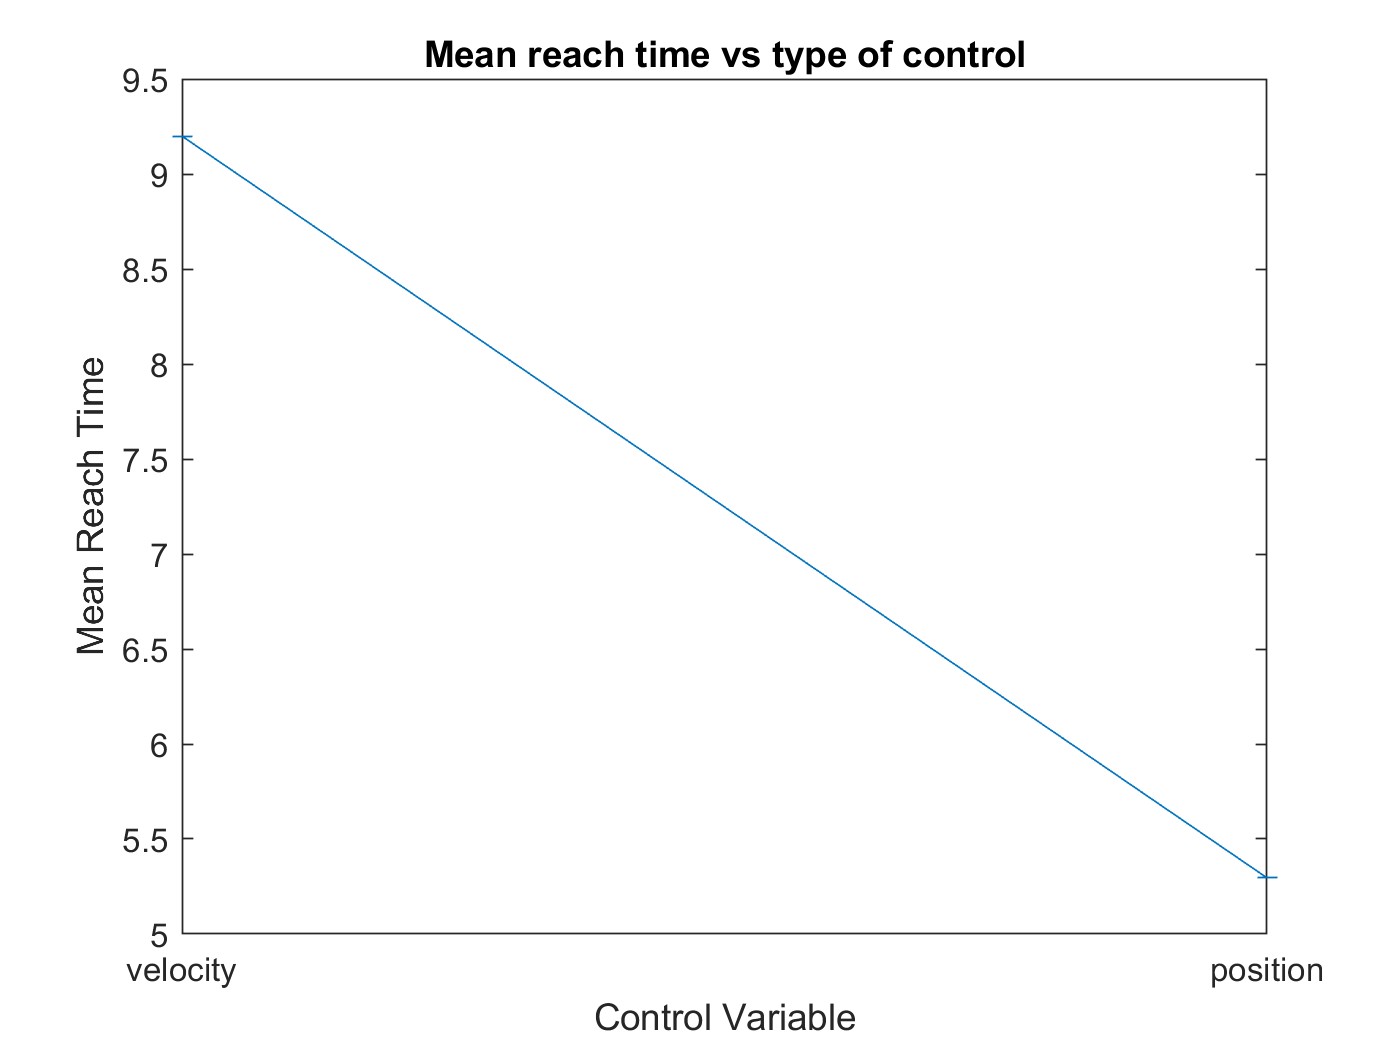 Mean reach time vs type of control
9.5
9
8.5
8
7.5
7
6.5
6
5.5
5
Mean Reach Time
velocity
position
Control Variable